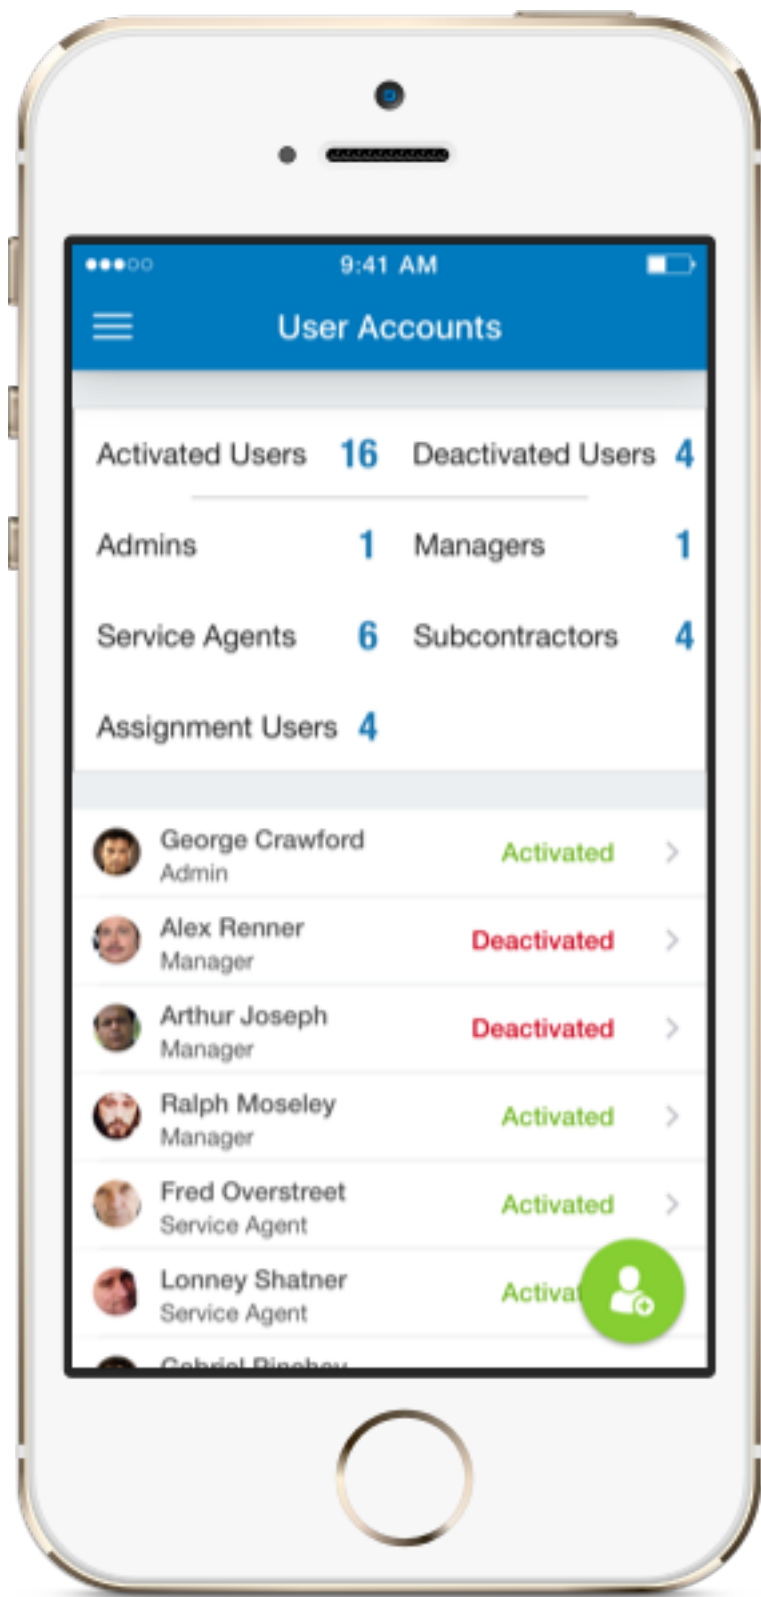 9:41 AM
User Accounts
Activated Users 16 Deactivated Users 4
Admins 1 Managers 1
Service Agents 6 Subcontractors 4
Assignment Users 4
George Crawford Activated
Admin
Alex Renner Deactivated
Manager
Arthur Joseph Deactivated
Manager
Ralph Moseley Activated
Manager
Fred Overstreet Activated
Service Agent
Lonney Shatner
Service Agent
Gabriel